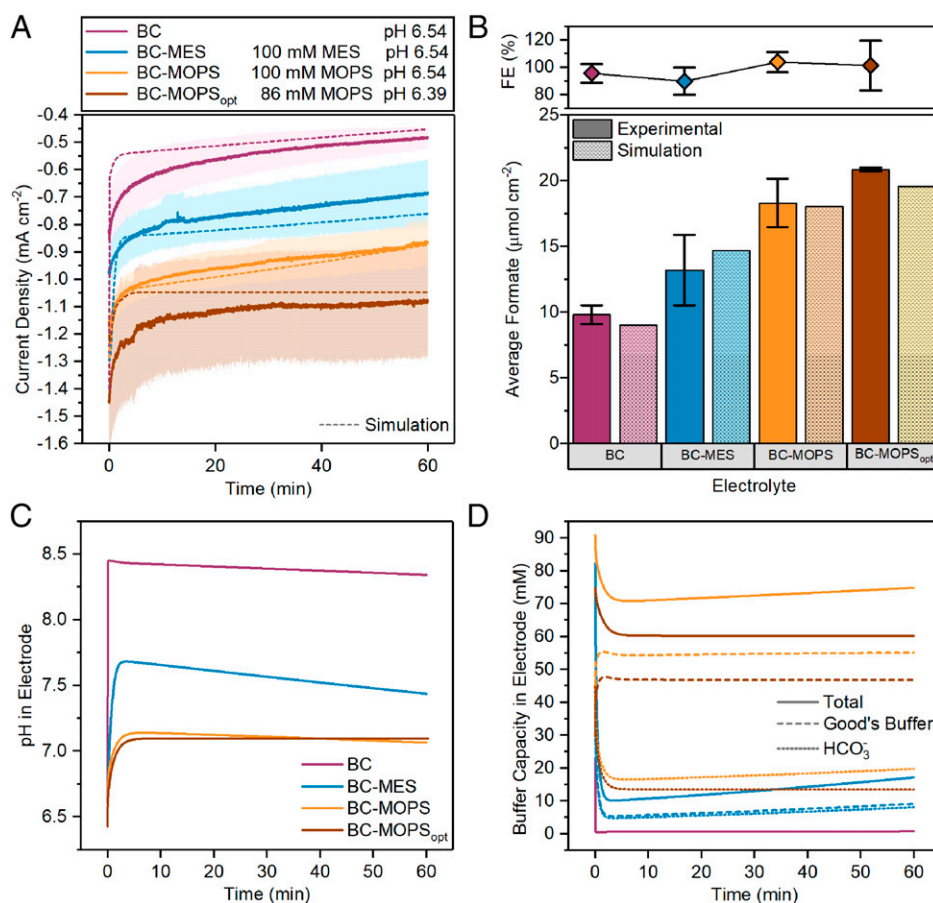 A
BC pH 6.54
BC-MES 100 mM MES pH 6.54
BC-MOPS 100 mM MOPS pH 6.54
BC-MOPSopt 86 mM MOPS pH 6.39
Current Density (mA cm-2)
-0.4
-0.5
-0.6
-0.7
-0.8
-0.9
-1.0
-1.1
-1.2
-1.3
-1.4
-1.5
-1.6
Simulation
0 20 40 60
Time (min)
B
FE (%)
120
100
80
Average Formate (µmol cm-2)
25
20
15
10
5
0
Experimental
Simulation
BC BC-MES BC-MOPS BC-MOPSopt
Electrolyte
C
pH in Electrode
8.5
8.0
7.5
7.0
6.5
BC
BC-MES
BC-MOPS
BC-MOPSopt
0 10 20 30 40 50 60
Time (min)
D
Buffer Capacity in Electrode (mM)
90
80
70
60
50
40
30
20
10
0
Total
Good's Buffer
HCO3-
0 10 20 30 40 50 60
Time (min)